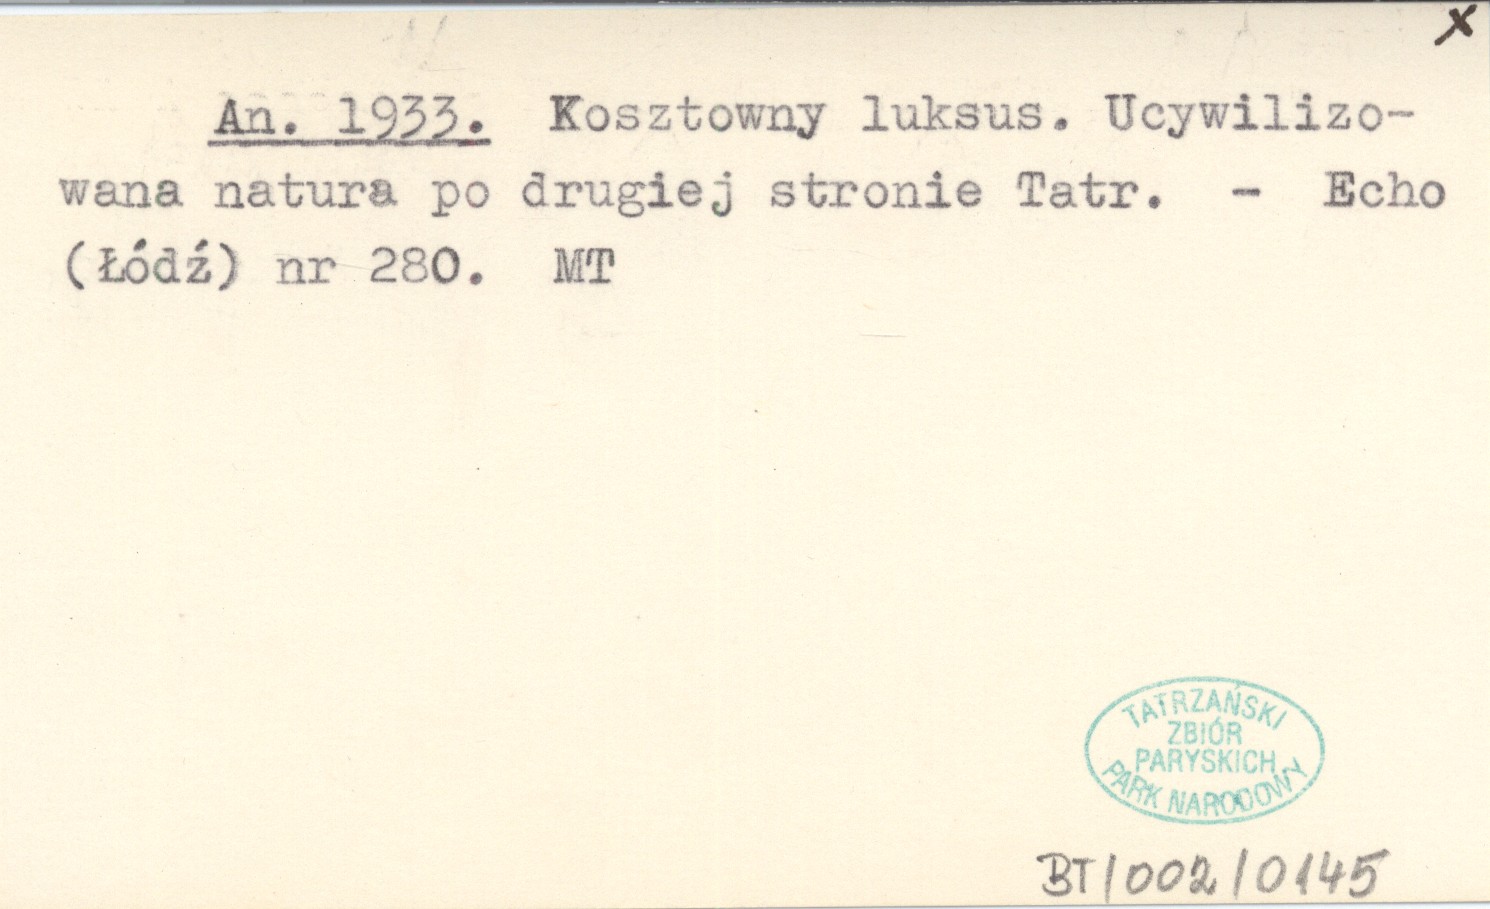 x
An. 1933. Kosztowny luksus. Ucywilizo-
wana natura po drugiej stronie Tatr. - Echo
(Łódź) nr 280. MT
TATRZAŃSKI
ZBIÓR
PARYSKICH
PARK NARODOWY
BT/002/0145